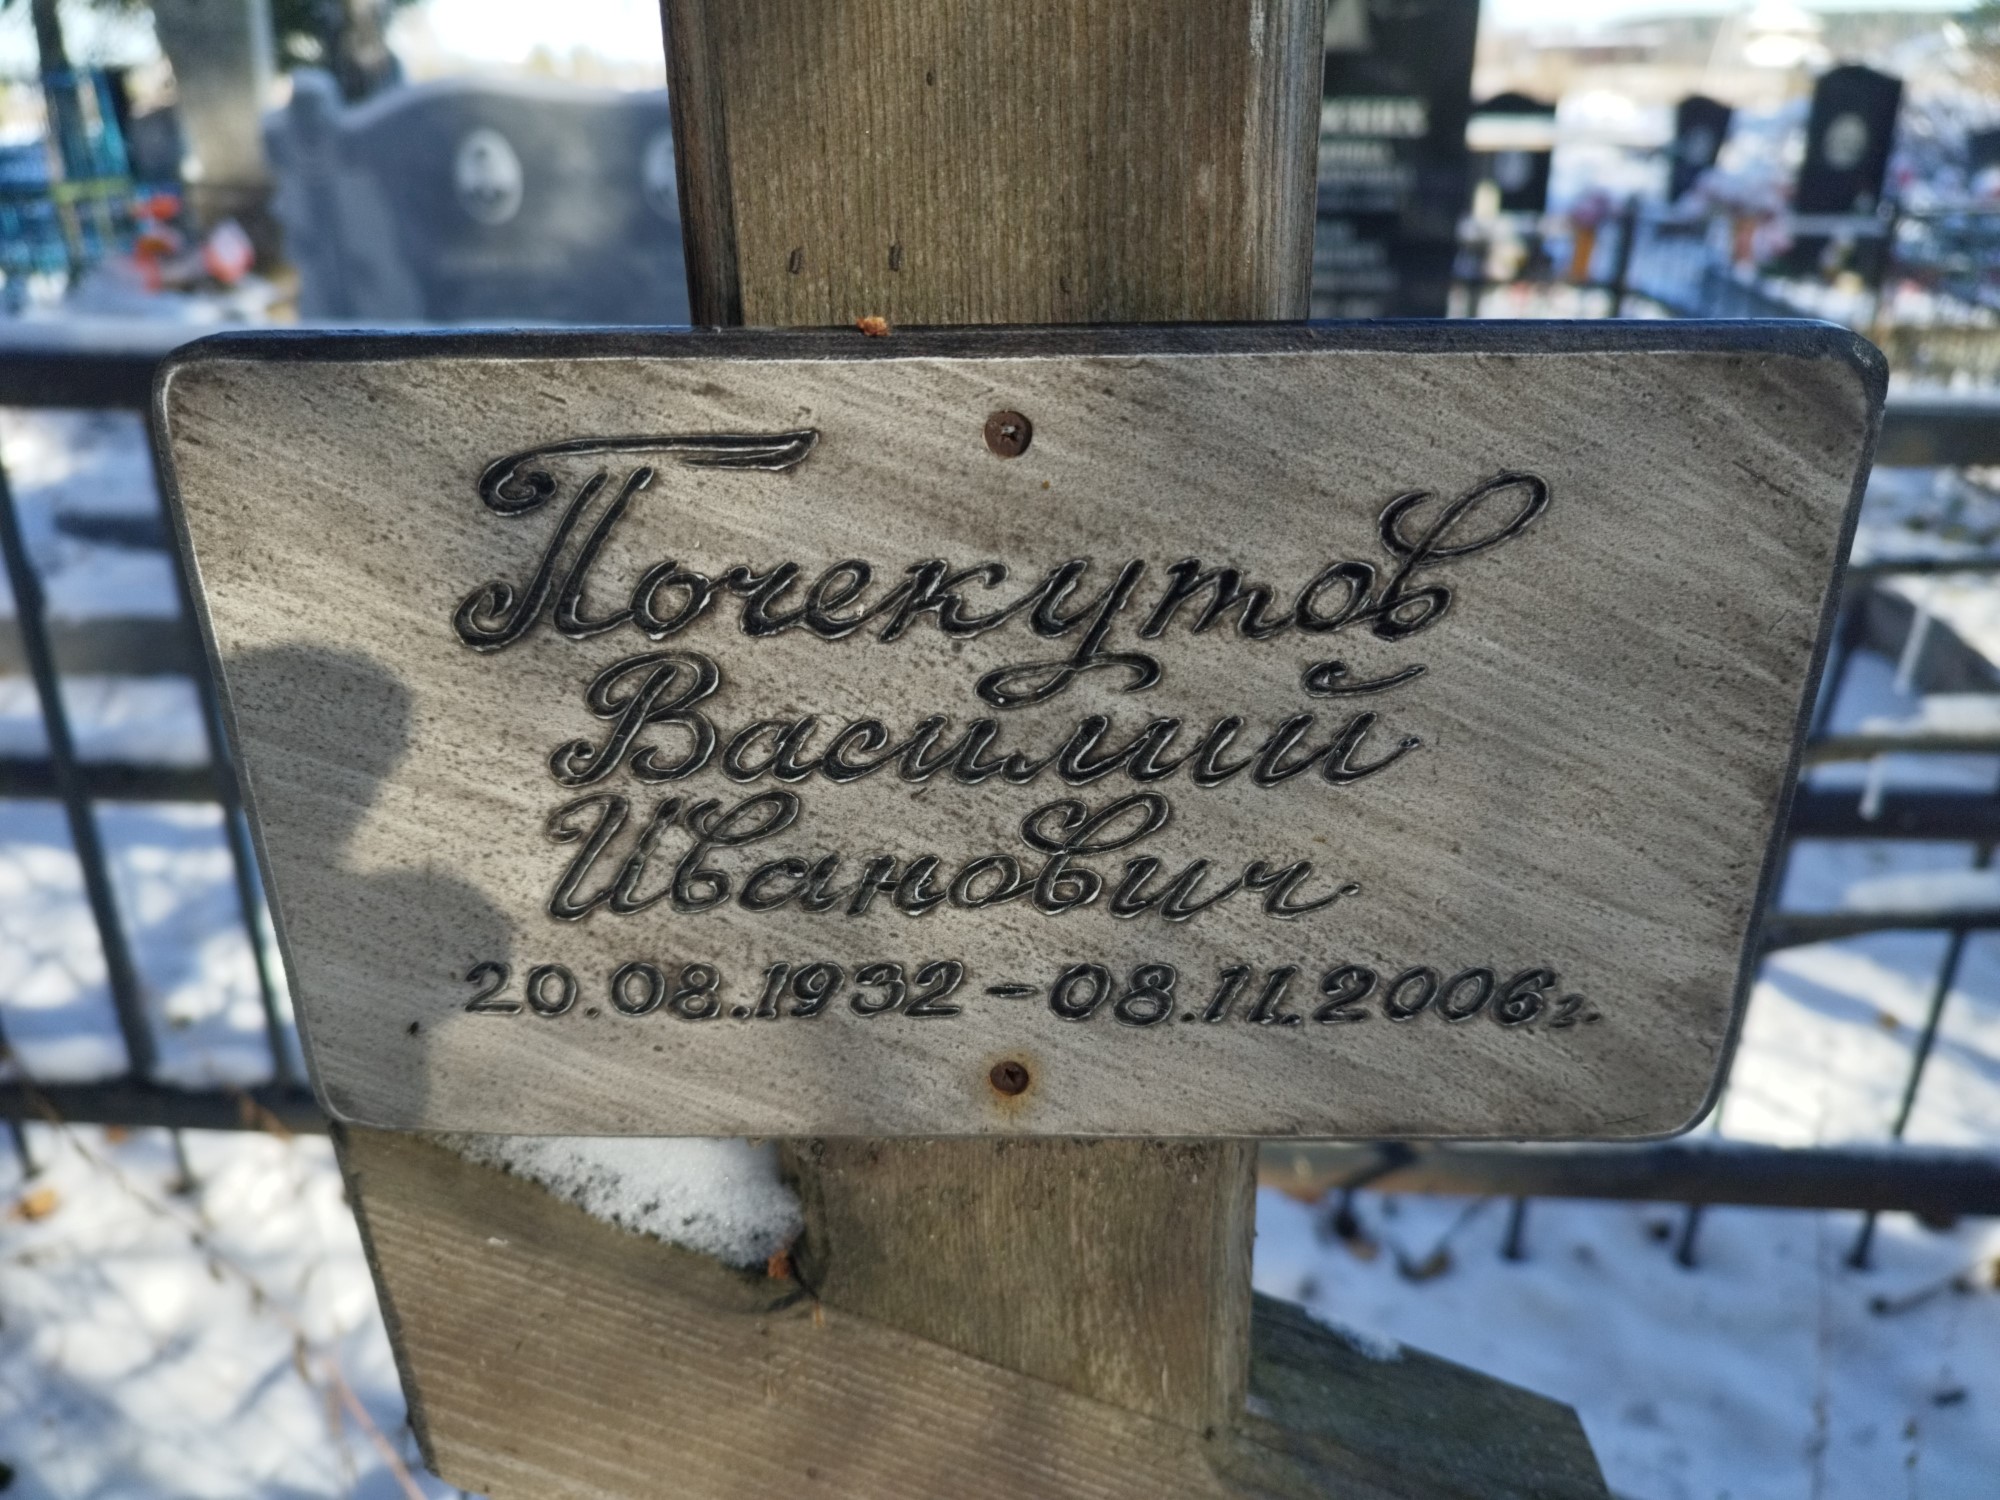 Почекутов
Василий
Иванович
20.08.1932-08.11.2006г.